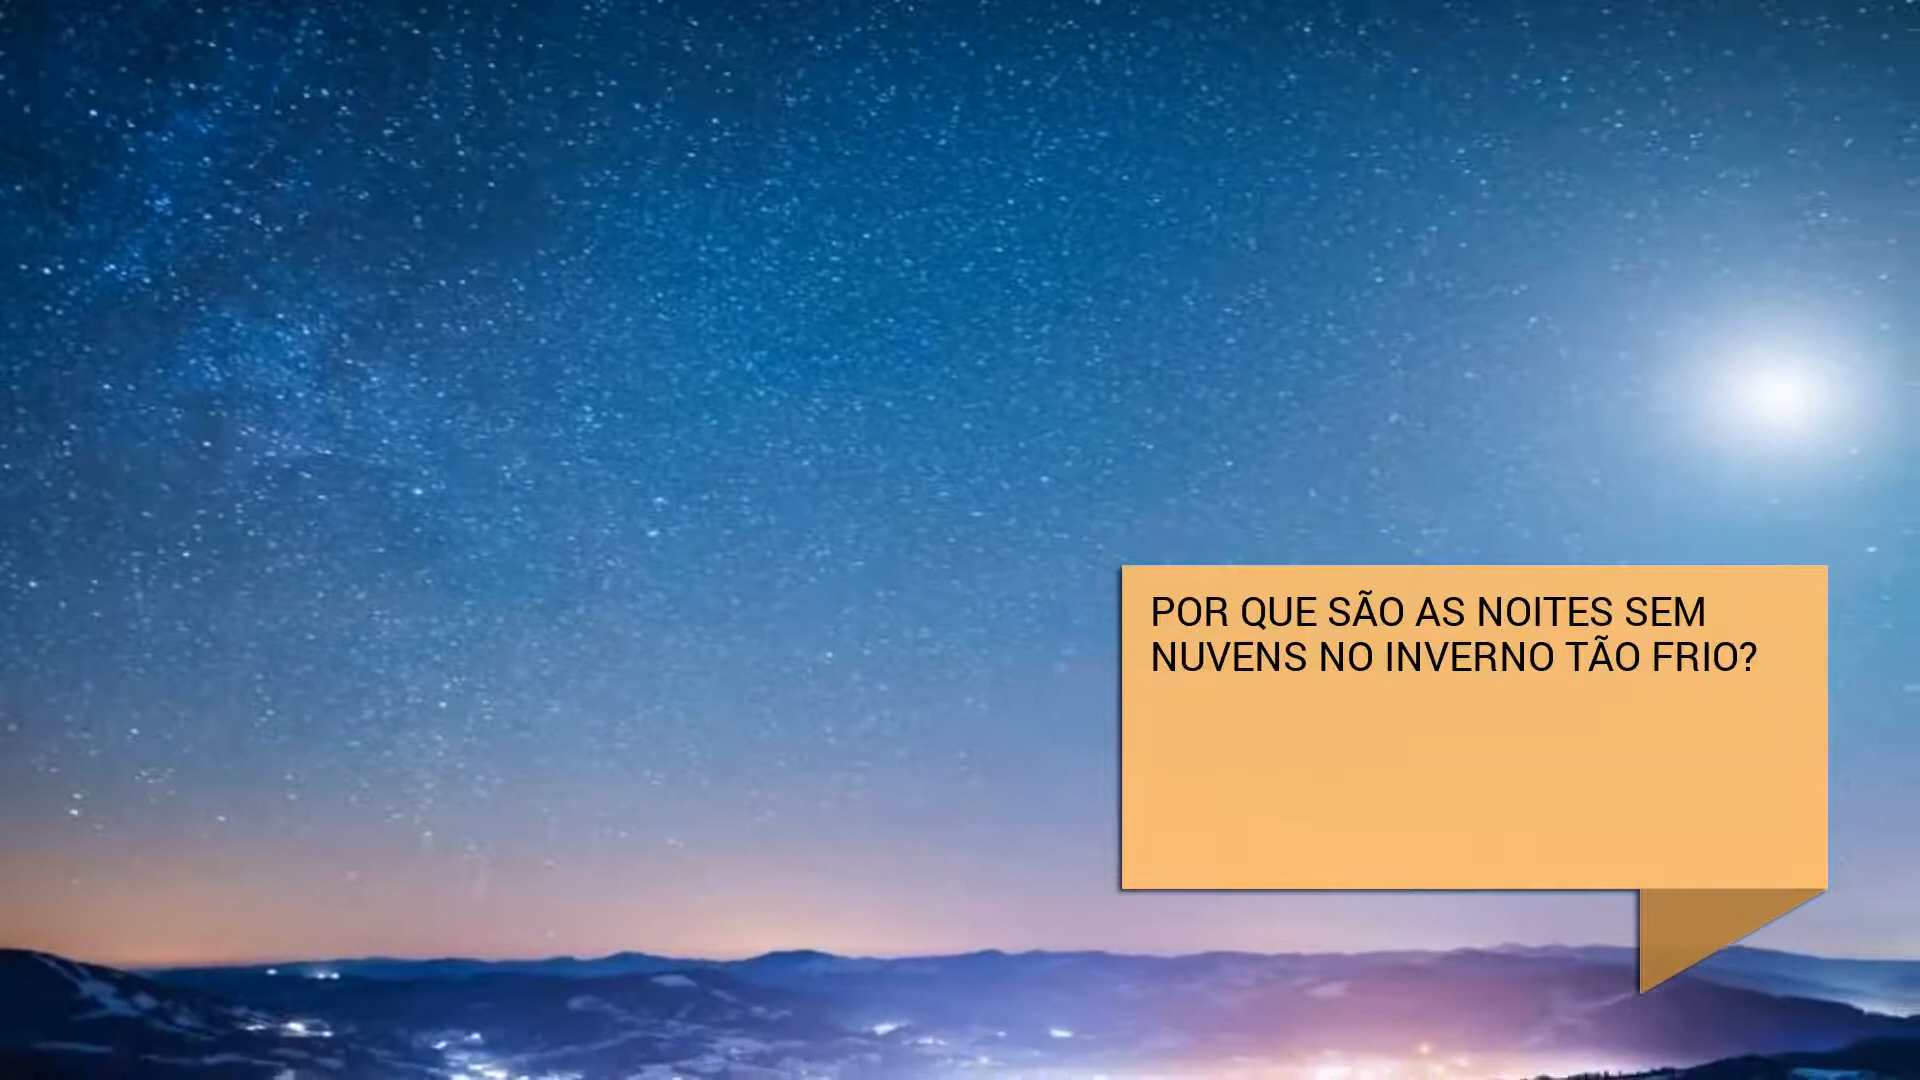 POR QUE SÃO AS NOITES SEM
NUVENS NO INVERNO TÃO FRIO?